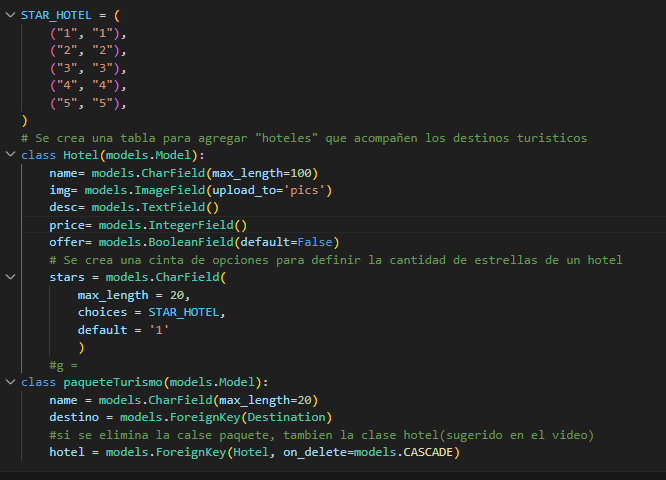 STAR_HOTEL = (
("1", "1"),
("2", "2"),
("3", "3"),
("4", "4"),
("5", "5"),
)
# Se crea una tabla para agregar "hoteles" que acompañen los destinos turisticos
class Hotel(models.Model):
name= models.CharField(max_length=100)
img= models.ImageField(upload_to='pics')
desc= models.TextField()
price= models.IntegerField()
offer= models.BooleanField(default=False)
# Se crea una cinta de opciones para definir la cantidad de estrellas de un hotel
stars = models.CharField(
max_length = 20,
choices = STAR_HOTEL,
default = '1'
)
#g =
class paqueteTurismo(models.Model):
name = models.CharField(max_length=20)
destino = models.ForeignKey(Destination)
#si se elimina la calse paquete, tambien la clase hotel(sugerido en el video)
hotel = models.ForeignKey(Hotel, on_delete=models.CASCADE)